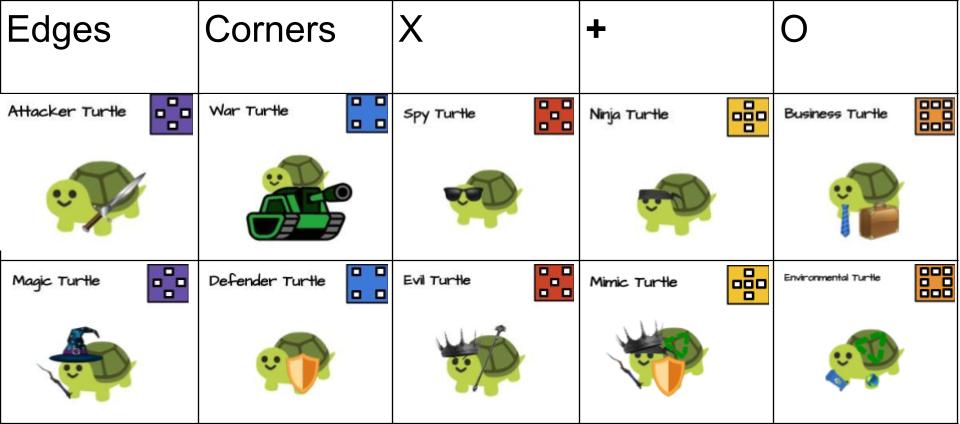 Edges Corners X + O
Attacker Turtle War Turtle Spy Turtle Ninja Turtle Business Turtle
Magic Turtle Defender Turtle Evil Turtle Mimic Turtle Environmental Turtle